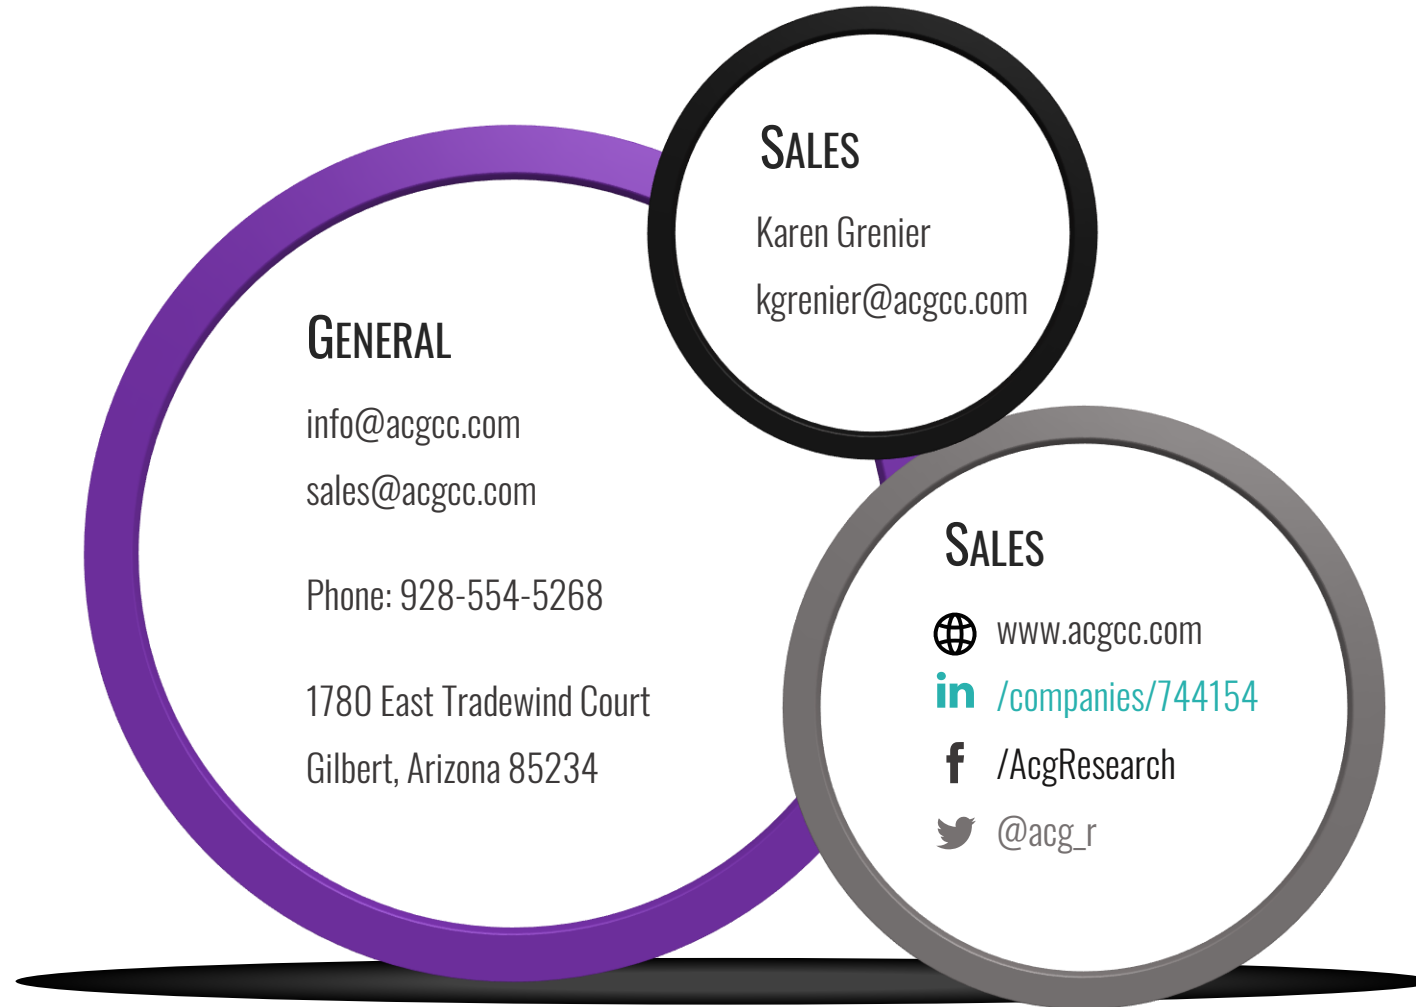 SALES
Karen Grenier
kgrenier@acgcc.com
GENERAL
info@acgcc.com
sales@acgcc.com
Phone: 928-554-5268
1780 East Tradewind Court
Gilbert, Arizona 85234
SALES
www.acgcc.com
in /companies/744154
f /AcgResearch
@acg_r